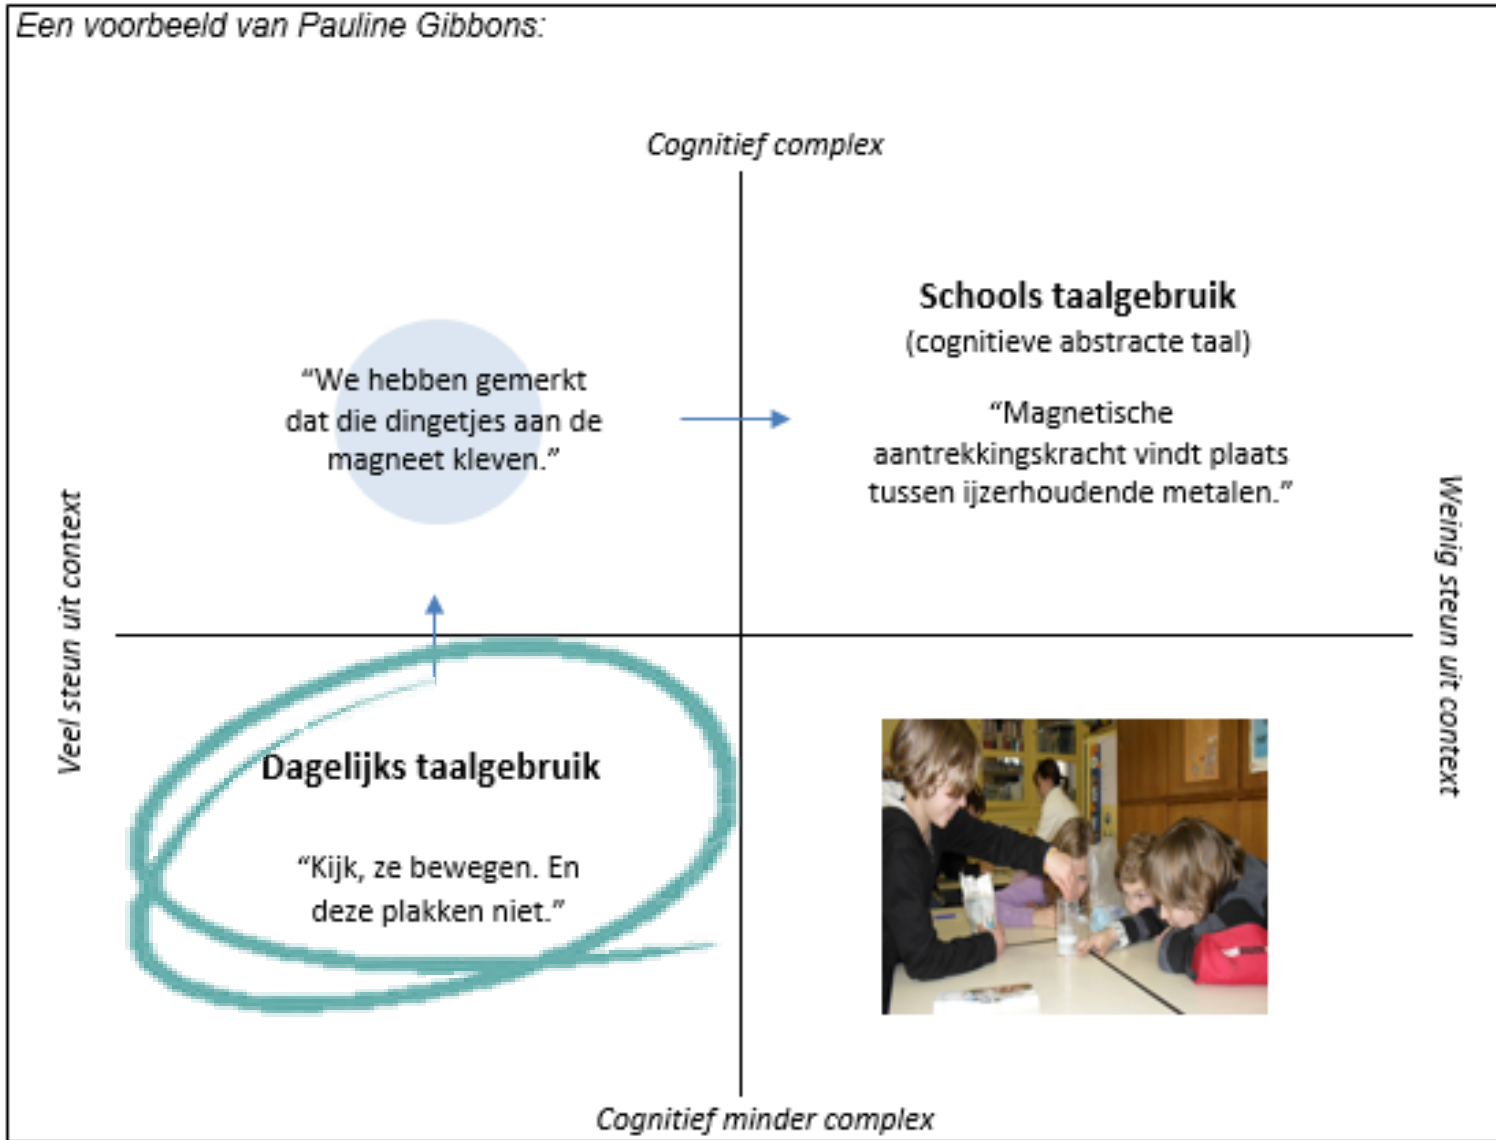 Een voorbeeld van Pauline Gibbons:
Cognitief complex
Schools taalgebruik
(cognitieve abstracte taal)
“We hebben gemerkt
dat die dingetjes aan de
magneet kleven.”
“Magnetische
aantrekkingskracht vindt plaats
tussen ijzerhoudende metalen.”
Veel steun uit context
Weinig steun uit context
Dagelijks taalgebruik
“Kijk, ze bewegen. En
deze plakken niet.”
Cognitief minder complex